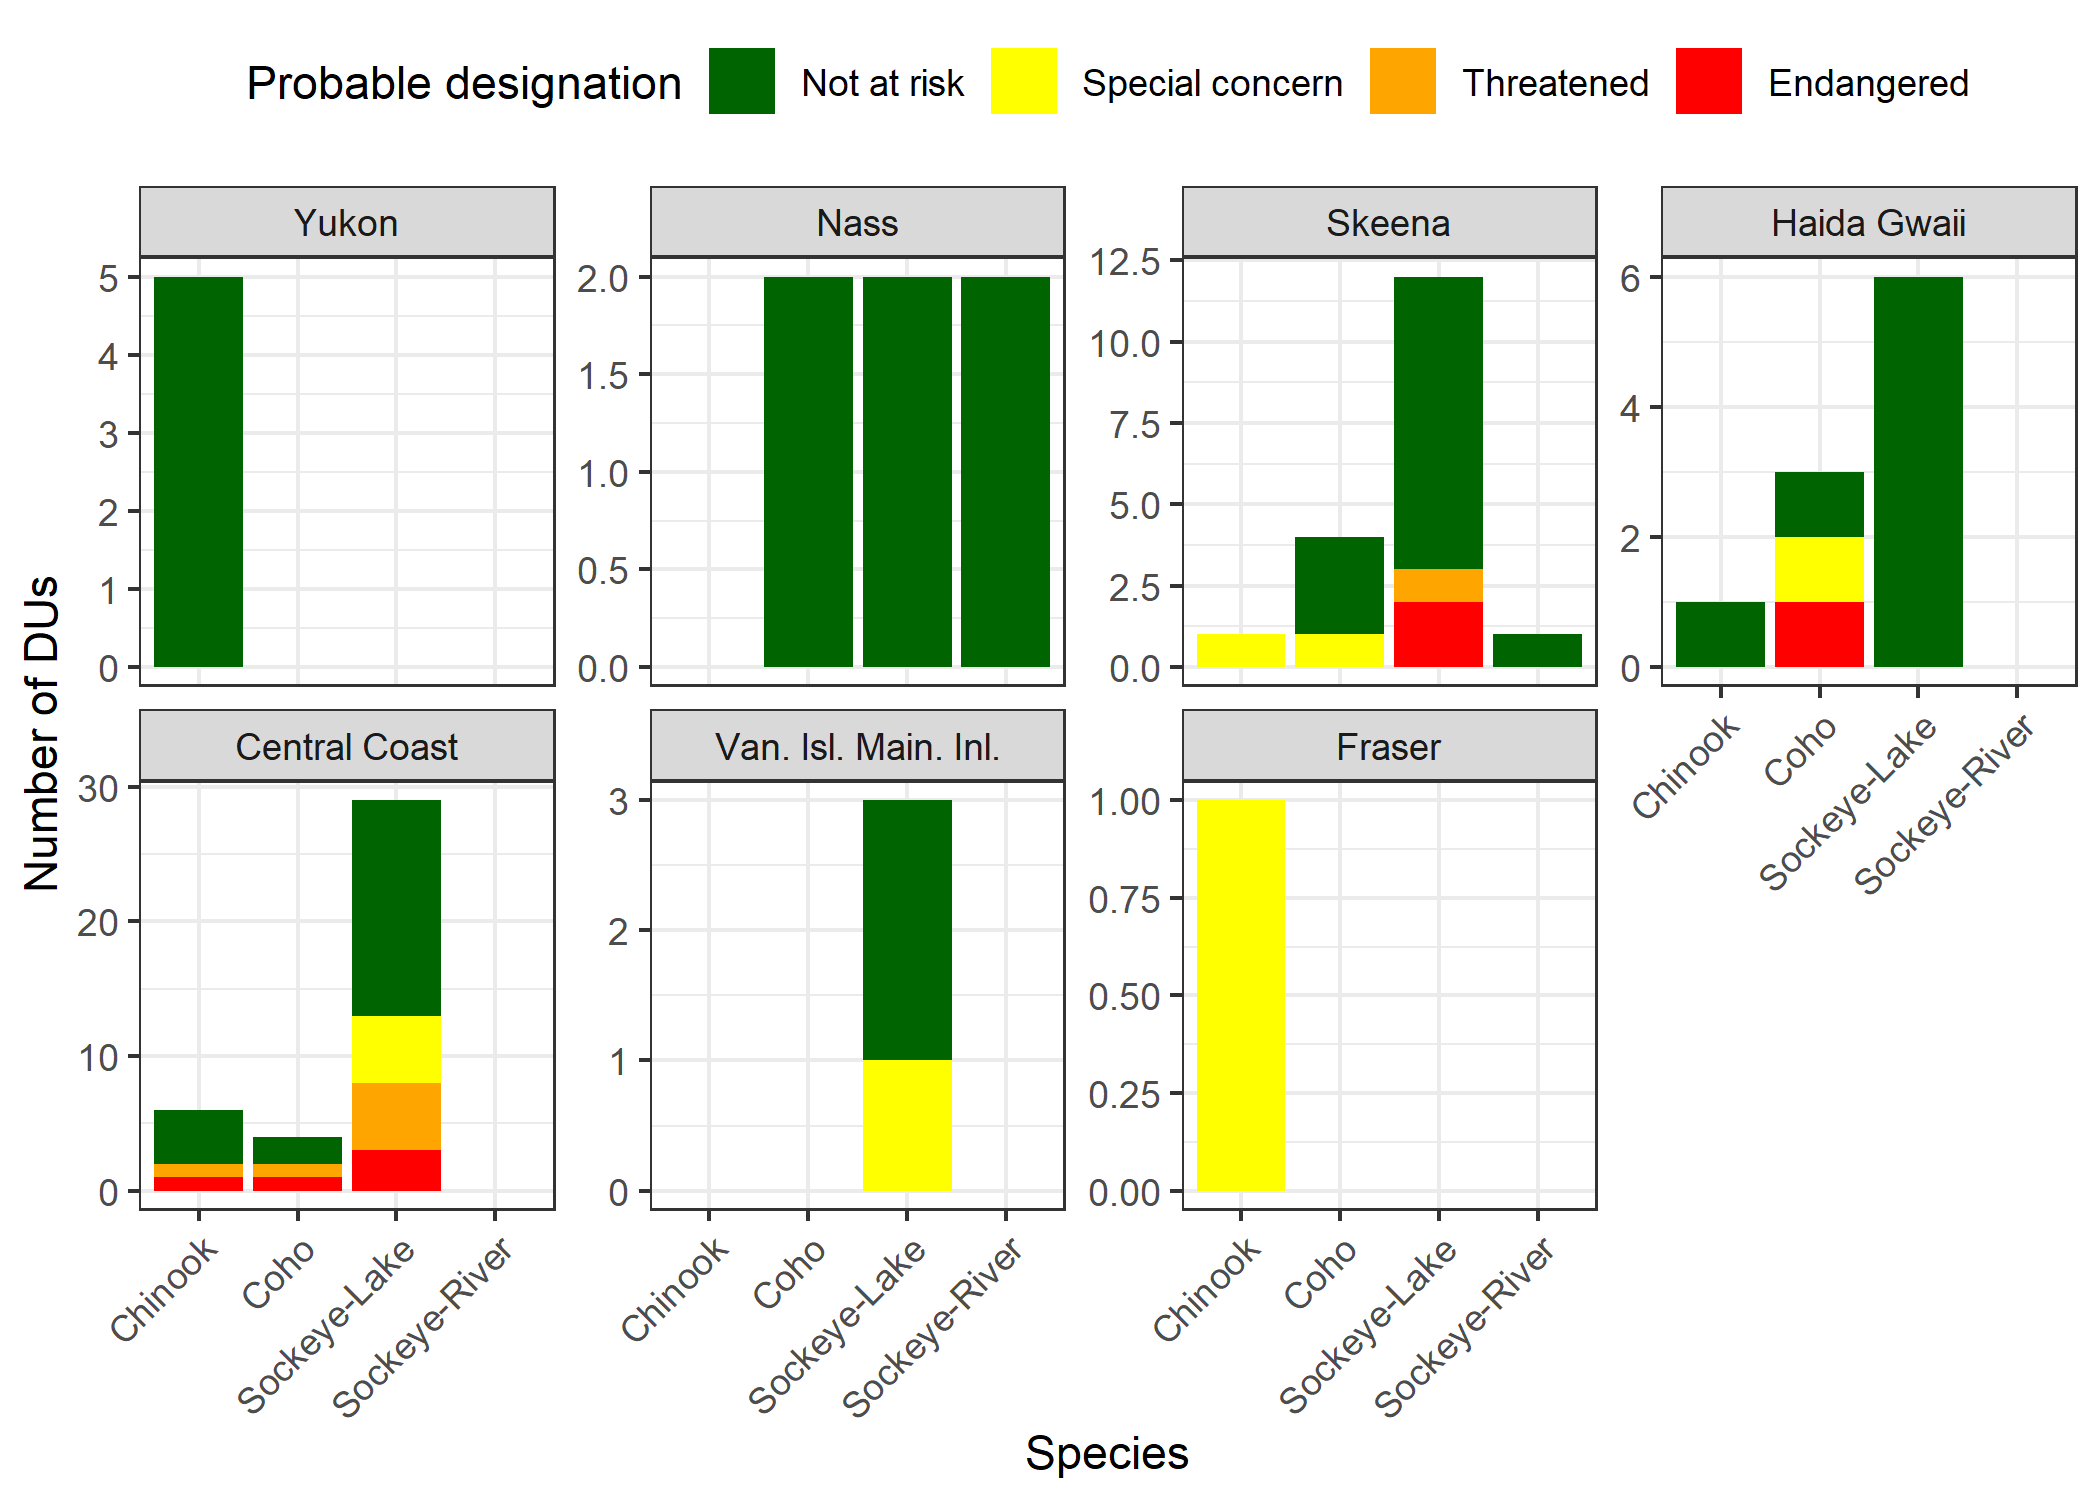 Probable designation Not at risk Special concern Threatened Endangered
Number of DUs
Yukon
5
4
3
2
1
0
Nass
2.0
1.5
1.0
0.5
0.0
Skeena
12.5
10.0
7.5
5.0
2.5
0.0
Haida Gwaii
6
4
2
0
Chinook
Coho
Sockeye-Lake
Sockeye-River
Central Coast
30
20
10
0
Chinook
Coho
Sockeye-Lake
Sockeye-River
Van. Isl. Main. Inl.
3
2
1
0
Chinook
Coho
Sockeye-Lake
Sockeye-River
Fraser
1.00
0.75
0.50
0.25
0.00
Chinook
Coho
Sockeye-Lake
Sockeye-River
Species